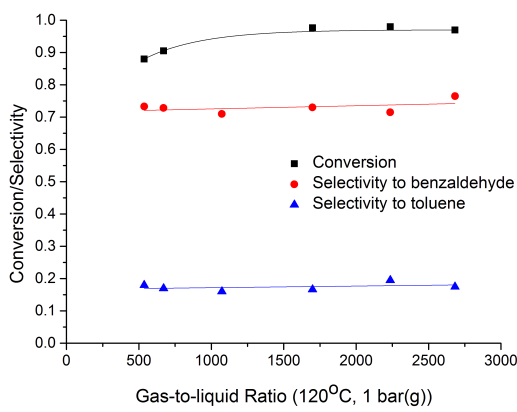 1.0
0.9
0.8
0.7
0.6
0.5
0.4
0.3
0.2
0.1
0.0
Conversion/Selectivity
Conversion
Selectivity to benzaldehyde
Selectivity to toluene
0 500 1000 1500 2000 2500 3000
Gas-to-liquid Ratio (120°C, 1 bar(g))